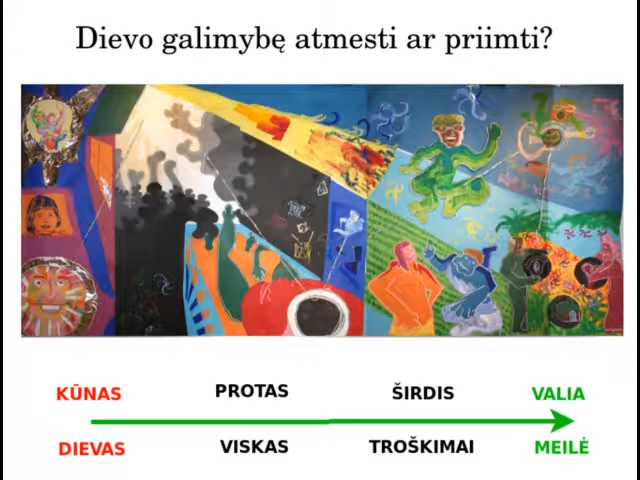 Dievo galimybę atmesti ar priimti?
KŪNAS PROTAS ŠIRDIS VALIA
DIEVAS VISKAS TROŠKIMAI MEILĖ